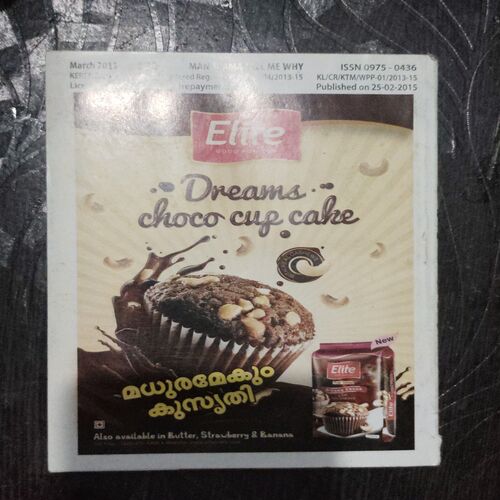 March 2015 MAN ME WHY ISSN 0975 - 0436
KL/CR/KTM/WPP-01/2013-15
Published on 25-02-2015
Elite
Dreams
choco cup cake
New
Elite
മധുരമേകും
കുസൃതി
Also available in Butter, Strawberry & Banana